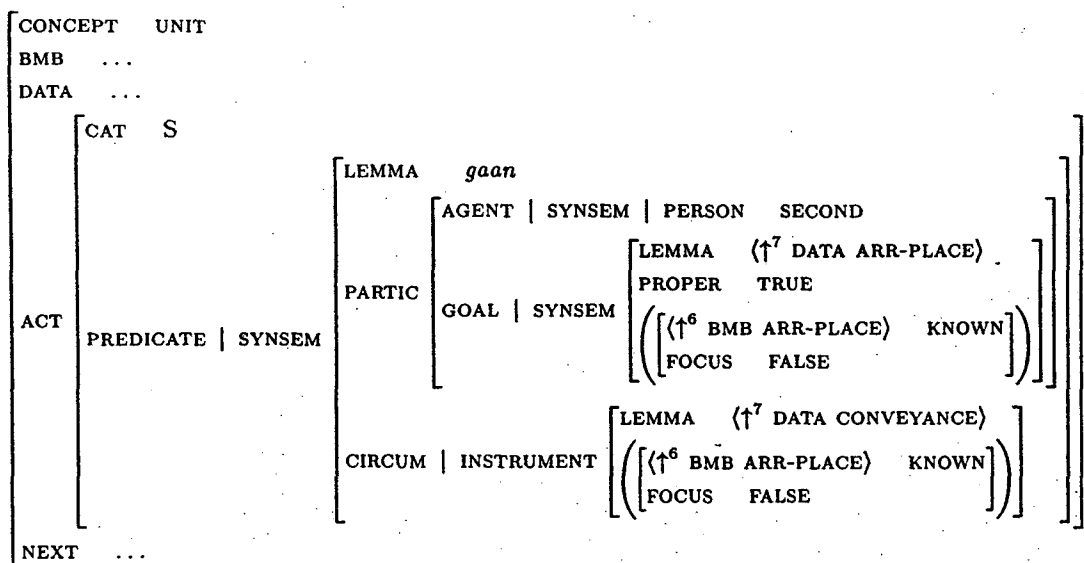 CONCEPT UNIT
BMB ...
DATA ...
CAT S
LEMMA gaan
AGENT | SYNSEM | PERSON SECOND
LEMMA ⟨↑7 DATA ARR-PLACE⟩
PROPER TRUE
PARTIC
GOAL | SYNSEM
ACT
([⟨↑6 BMB ARR-PLACE⟩ KNOWN
PREDICATE | SYNSEM
FOCUS FALSE])
LEMMA ⟨↑7 DATA CONVEYANCE⟩
CIRCUM | INSTRUMENT
([⟨↑6 BMB ARR-PLACE⟩ KNOWN
FOCUS FALSE])
NEXT ...